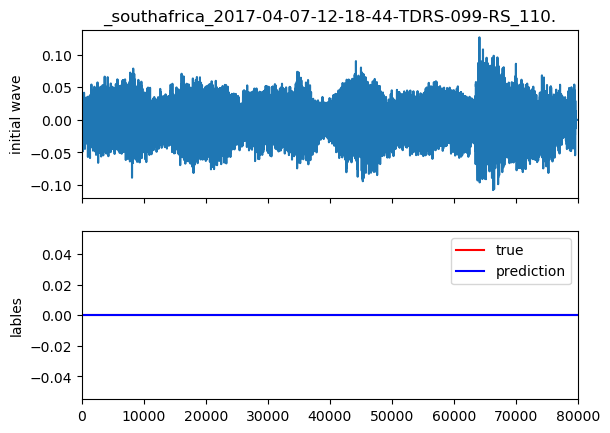 _southafrica_2017-04-07-12-18-44-TDRS-099-RS_110.
initial wave
0.10
0.05
0.00
−0.05
−0.10
lables
0.04
0.02
0.00
−0.02
−0.04
true
prediction
0 10000 20000 30000 40000 50000 60000 70000 80000